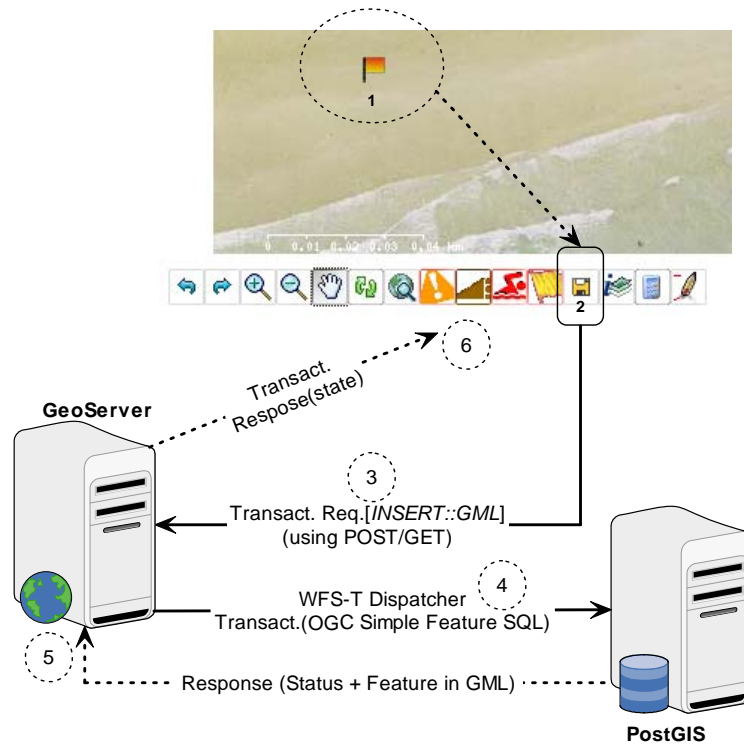 1
0 0.01 0.02 0.03 0.04 km
2
6
Transact.
Respose(state)
GeoServer
3
Transact. Req.[INSERT::GML]
(using POST/GET)
4
WFS-T Dispatcher
Transact.(OGC Simple Feature SQL)
5
Response (Status + Feature in GML)
PostGIS